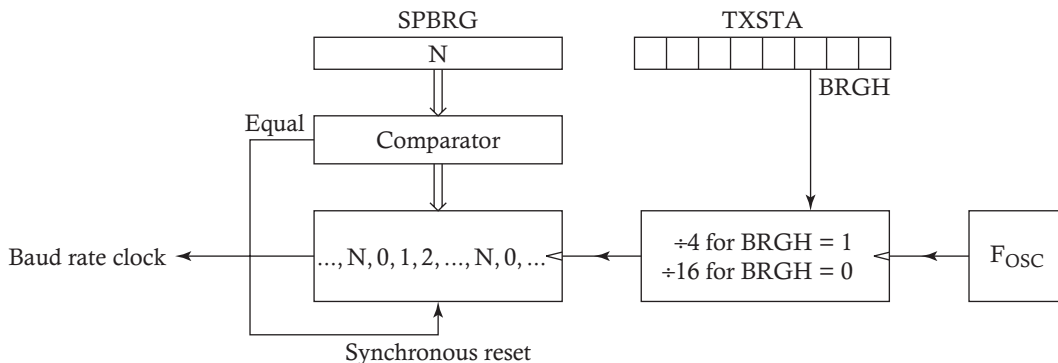 SPBRG
TXSTA
N
BRGH
Equal
Comparator
Baud rate clock
..., N, 0, 1, 2, ..., N, 0, ...
÷4 for BRGH = 1
÷16 for BRGH = 0
FOSC
Synchronous reset